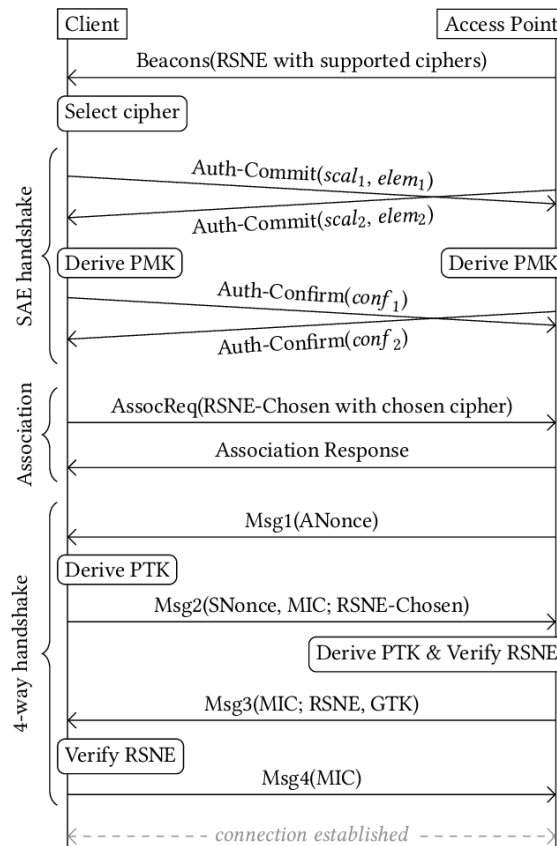 Client
Access Point
Beacons(RSNE with supported ciphers)
Select cipher
SAE handshake
Auth-Commit(scal₁, elem₁)
Auth-Commit(scal₂, elem₂)
Derive PMK
Derive PMK
Auth-Confirm(conf₁)
Auth-Confirm(conf₂)
Association
AssocReq(RSNE-Chosen with chosen cipher)
Association Response
4-way handshake
Msg1(ANonce)
Derive PTK
Msg2(SNonce, MIC; RSNE-Chosen)
Derive PTK & Verify RSNE
Msg3(MIC; RSNE, GTK)
Verify RSNE
Msg4(MIC)
connection established